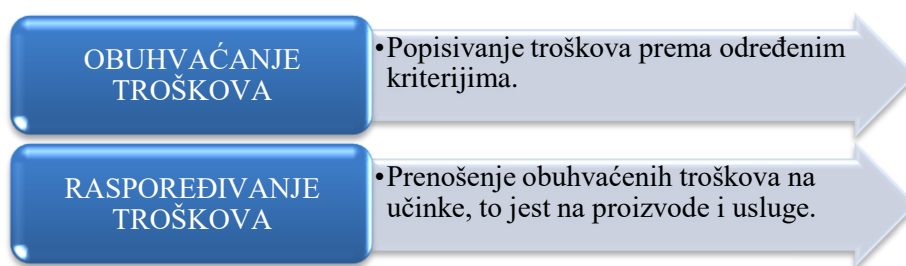 OBUHVAĆANJE
TROŠKOVA
•Popisivanje troškova prema određenim
kriterijima.
RASPOREĐIVANJE
TROŠKOVA
•Prenošenje obuhvaćenih troškova na
učinke, to jest na proizvode i usluge.